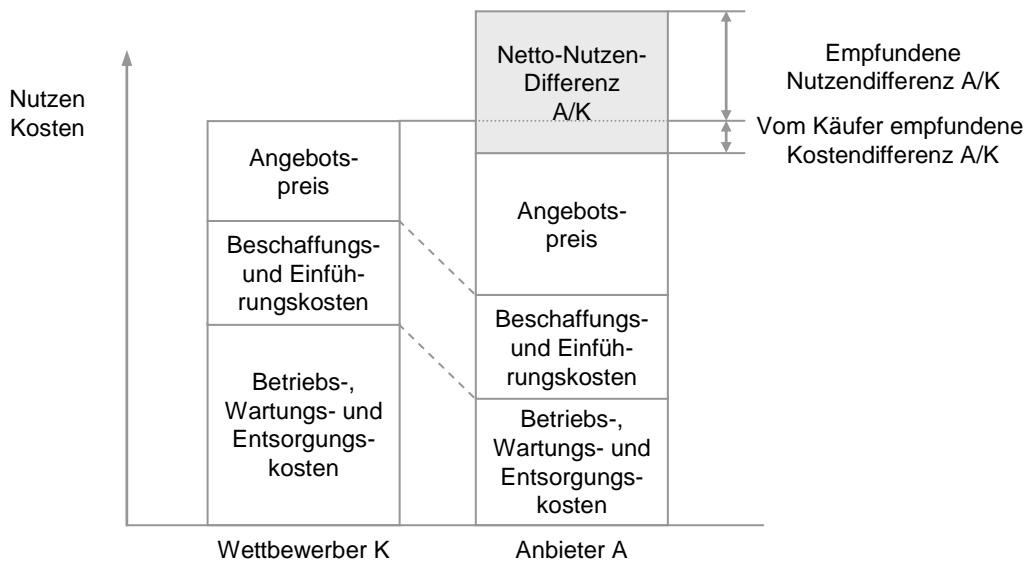 Nutzen
Kosten
Angebots-
preis
Beschaffungs-
und Einfüh-
rungskosten
Betriebs-,
Wartungs- und
Entsorgungs-
kosten
Wettbewerber K
Netto-Nutzen-
Differenz
A/K
Angebots-
preis
Beschaffungs-
und Einfüh-
rungskosten
Betriebs-,
Wartungs- und
Entsorgungs-
kosten
Anbieter A
Empfundene
Nutzendifferenz A/K
Vom Käufer empfundene
Kostendifferenz A/K